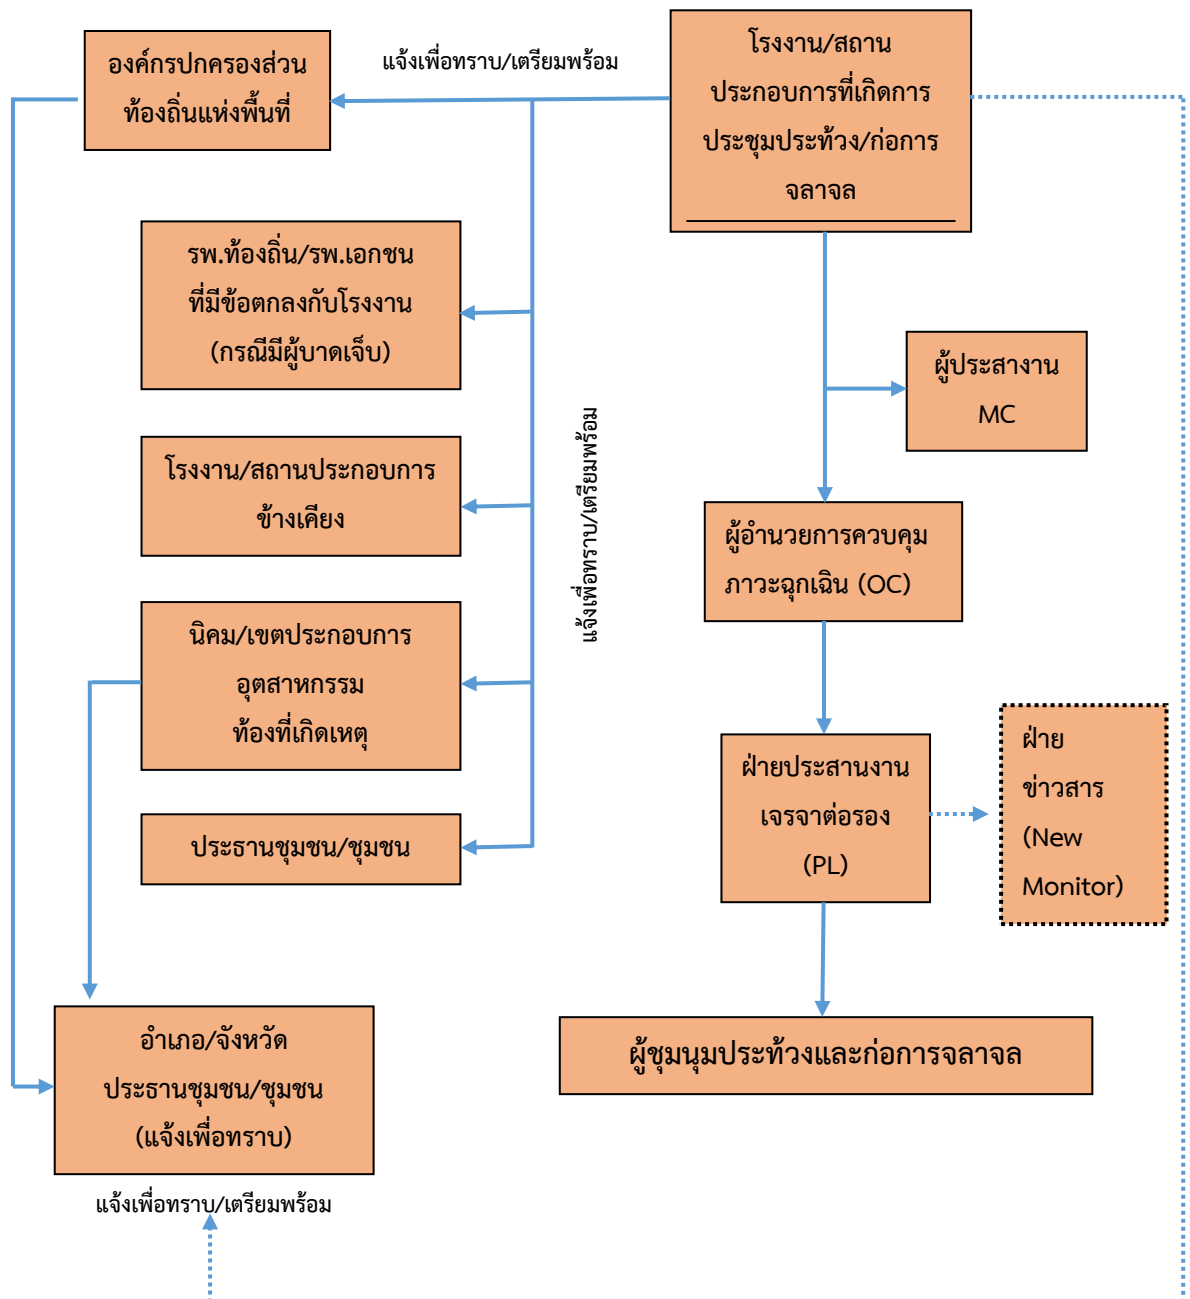 องค์กรปกครองส่วน
ท้องถิ่นแห่งพื้นที่
แจ้งเพื่อทราบ/เตรียมพร้อม
โรงงาน/สถาน
ประกอบการที่เกิดการ
ประชุมประท้วง/ก่อการ
จลาจล
รพ.ท้องถิ่น/รพ.เอกชน
ที่มีข้อตกลงกับโรงงาน
(กรณีมีผู้บาดเจ็บ)
ผู้ประสางาน
MC
โรงงาน/สถานประกอบการ
ข้างเคียง
แจ้งเพื่อทราบ/เตรียมพร้อม
ผู้อำนวยการควบคุม
ภาวะฉุกเฉิน (OC)
นิคม/เขตประกอบการ
อุตสาหกรรม
ท้องที่เกิดเหตุ
ฝ่ายประสานงาน
เจรจาต่อรอง
(PL)
ฝ่าย
ข่าวสาร
(New
Monitor)
ประธานชุมชน/ชุมชน
อำเภอ/จังหวัด
ประธานชุมชน/ชุมชน
(แจ้งเพื่อทราบ)
ผู้ชุมนุมประท้วงและก่อการจลาจล
แจ้งเพื่อทราบ/เตรียมพร้อม